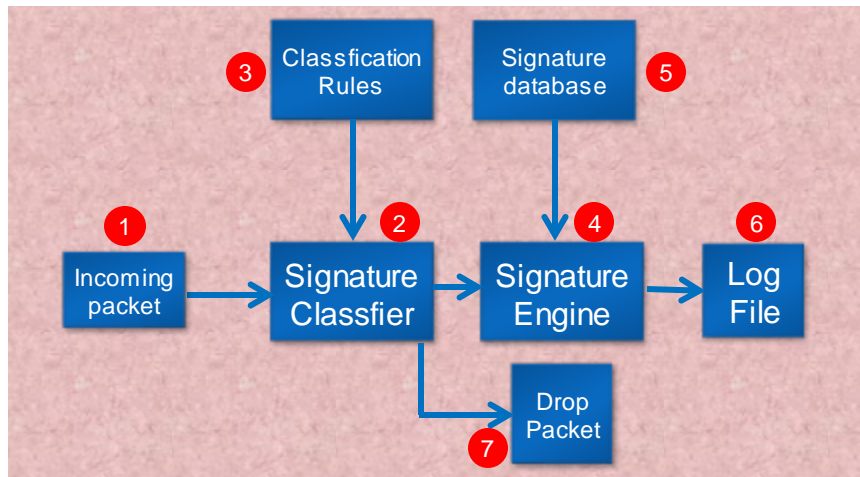 3
Classfication
Rules
Signature
database
5
1
2
4
6
Incoming
packet
Signature
Classfier
Signature
Engine
Log
File
Drop
Packet
7